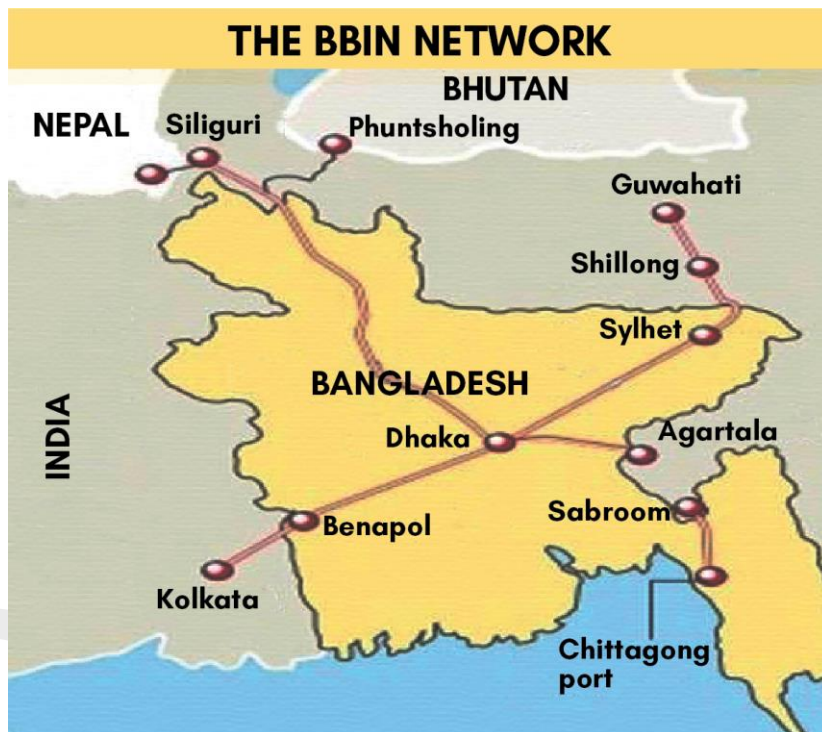 THE BBIN NETWORK
BHUTAN
NEPAL
Siliguri
Phuntsholing
Guwahati
Shillong
Sylhet
BANGLADESH
INDIA
Dhaka
Agartala
Sabroom
Benapol
Kolkata
Chittagong
port